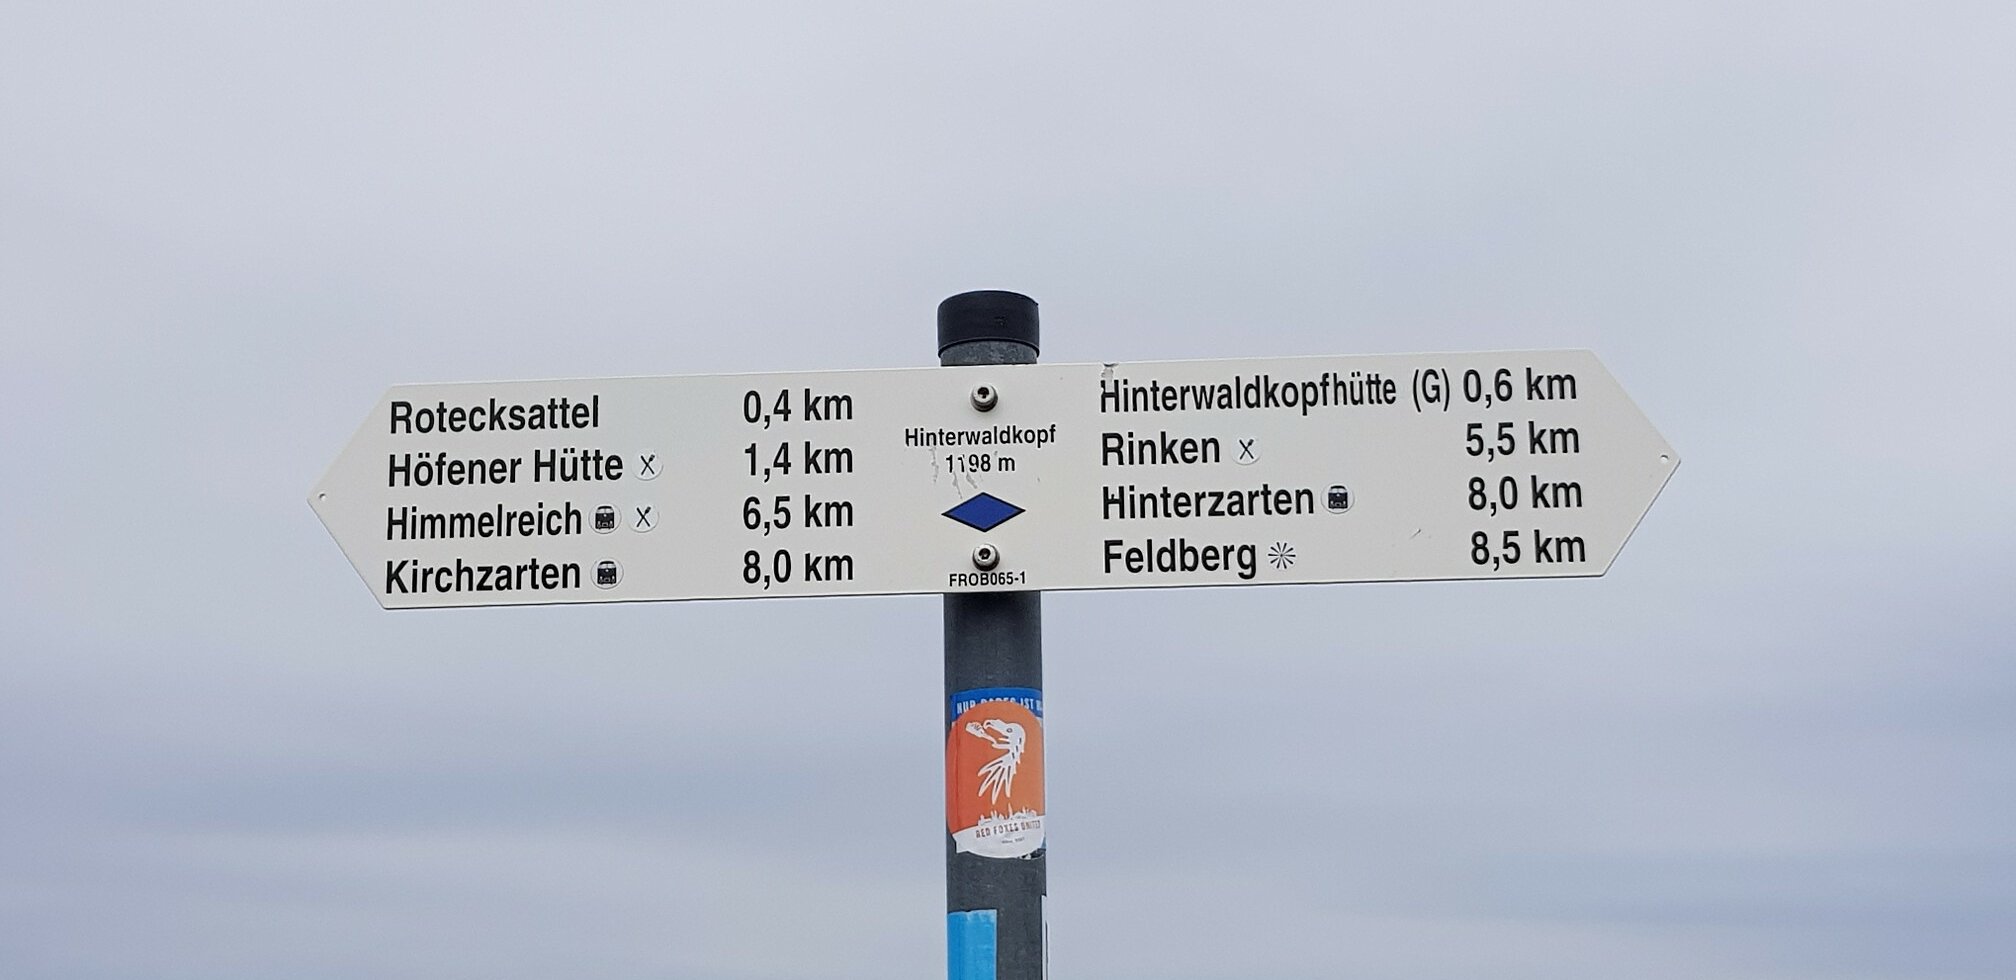 Rotecksattel 0,4 km
Höfener Hütte 1,4 km
Himmelreich 6,5 km
Kirchzarten 8,0 km
Hinterwaldkopf
1198 m
FROB065-1
Hinterwaldkopfhütte (G) 0,6 km
Rinken 5,5 km
Hinterzarten 8,0 km
Feldberg 8,5 km
NUR IST
RED FOXES UNITED